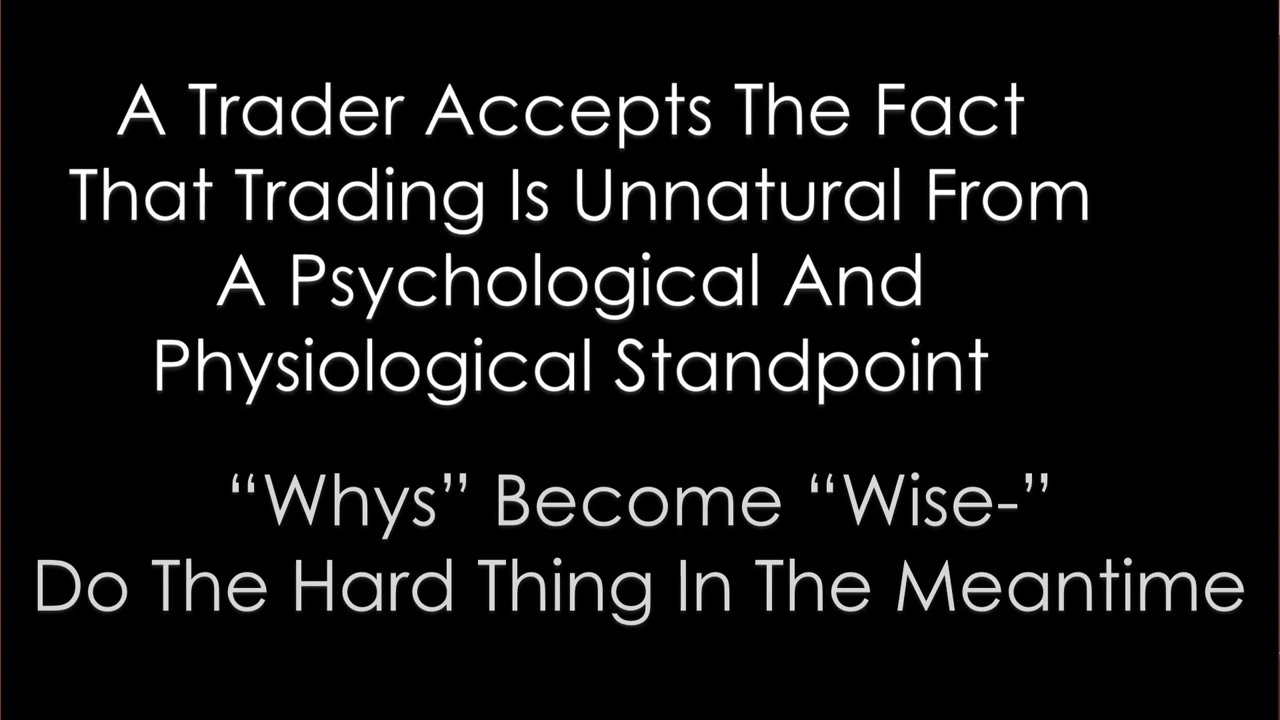 A Trader Accepts The Fact
That Trading Is Unnatural From
A Psychological And
Physiological Standpoint
“Whys” Become “Wise-”
Do The Hard Thing In The Meantime